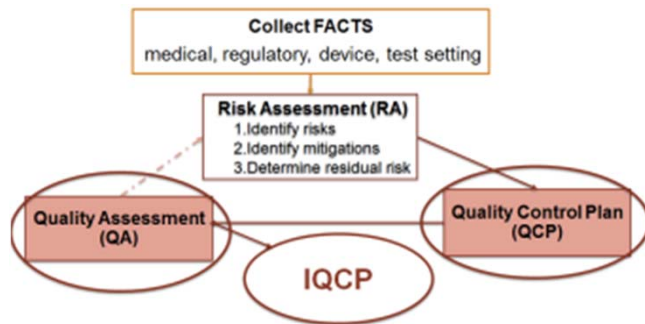 Collect FACTS
medical, regulatory, device, test setting
Risk Assessment (RA)
1.Identify risks
2.Identify mitigations
3.Determine residual risk
Quality Assessment
(QA)
Quality Control Plan
(QCP)
IQCP